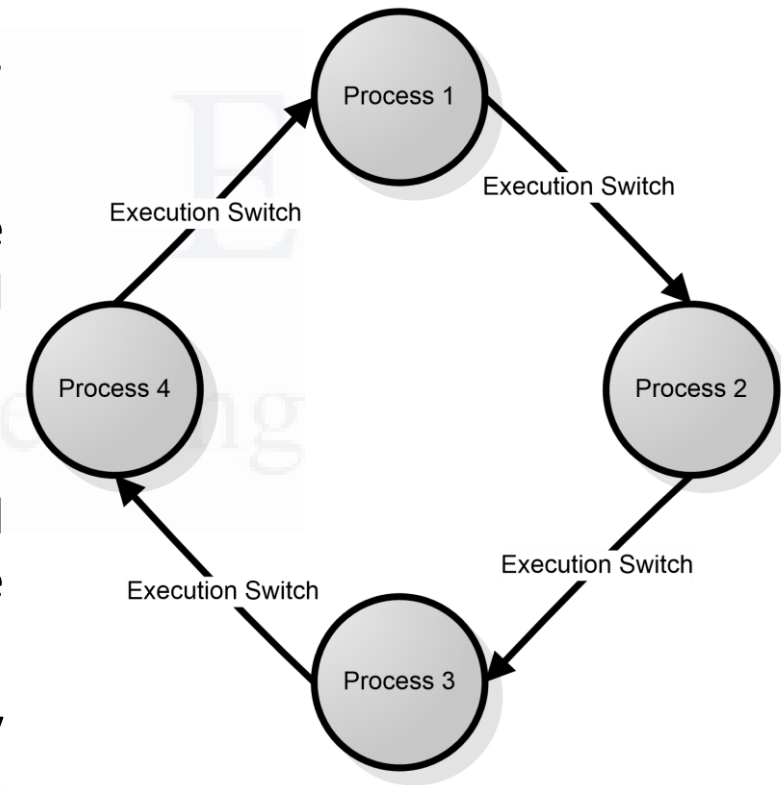 Process 1
Execution Switch
Execution Switch
Process 4
Process 2
Execution Switch
Execution Switch
Process 3